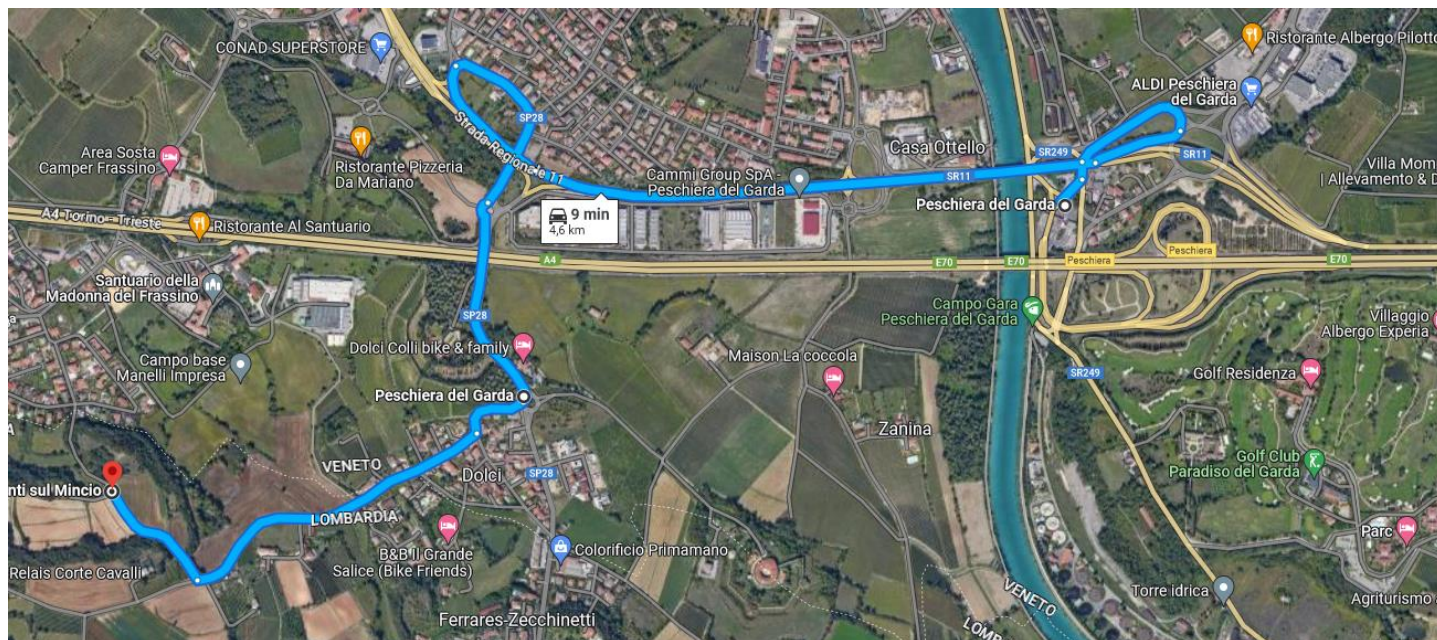 CONAD SUPERSTORE
Ristorante Albergo Pilotto
ALDI Peschiera
del Garda
SP28
Strada Regionale 11
Area Sosta
Camper Frassino
Ristorante Pizzeria
Da Mariano
Casa Ottello
SR249
SR11
SR11
Cammi Group SpA -
Peschiera del Garda
Villa Mom
| Allevamento & D
A4 Torino - Trieste
Ristorante Al Santuario
9 min
4,6 km
Peschiera del Garda
Peschiera
Peschiera
A4
E70
E70
E70
Santuario della
Madonna del Frassino
SP28
Campo Gara
Peschiera del Garda
Villaggio
Albergo Experia
Dolci Colli bike & family
Maison La coccola
Campo base
Manelli Impresa
SR249
Golf Residenza
Peschiera del Garda
Zanina
VENETO
Dolci
SP28
Golf Club
Paradiso del Garda
nti sul Mincio
LOMBARDIA
B&B Il Grande
Salice (Bike Friends)
Colorificio Primamano
Parc
Relais Corte Cavalli
Torre idrica
VENETO
LOMB
Agriturismo
Ferrares-Zecchinetti